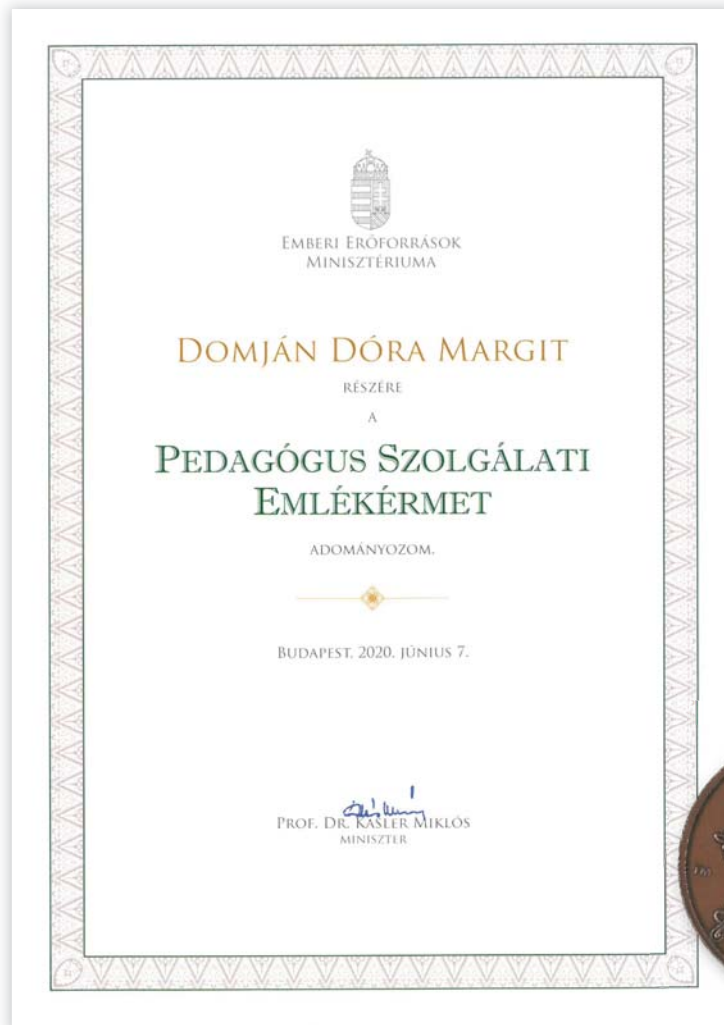 EMBERI ERŐFORRÁSOK
MINISZTÉRIUMA
DOMJÁN DÓRA MARGIT
RÉSZÉRE
A
PEDAGÓGUS SZOLGÁLATI
EMLÉKÉRMET
ADOMÁNYOZOM.
BUDAPEST, 2020. JÚNIUS 7.
PROF. DR. KÁSLER MIKLÓS
MINISZTER